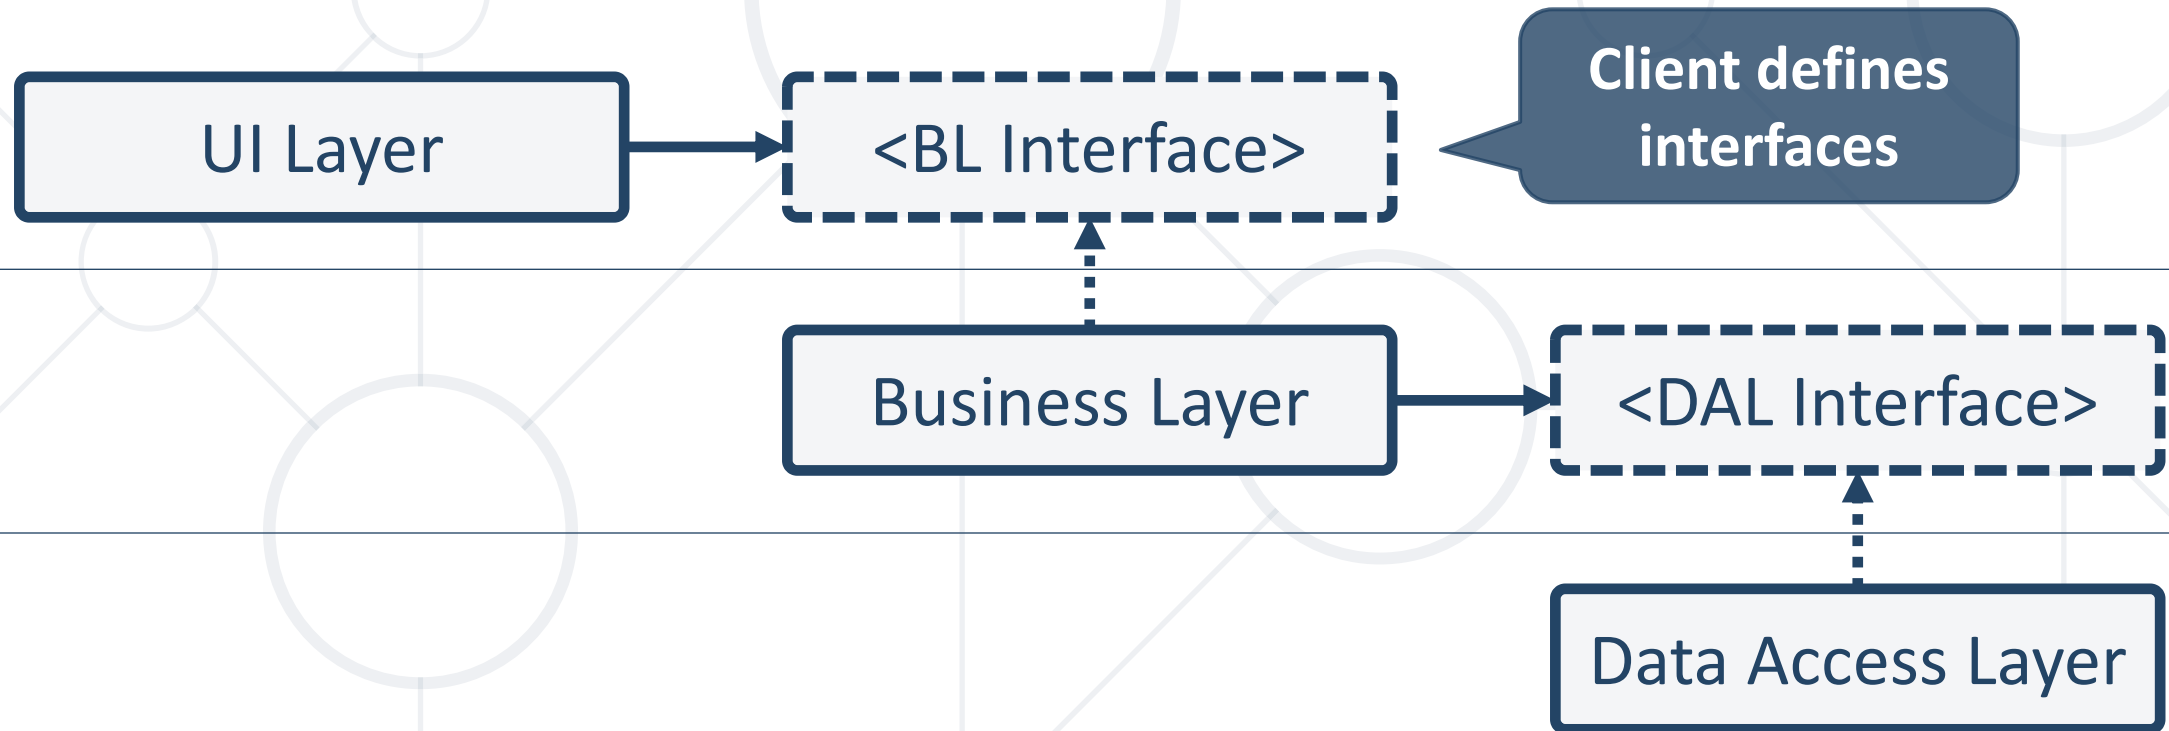 UI Layer
<BL Interface>
Client defines
interfaces
Business Layer
<DAL Interface>
Data Access Layer